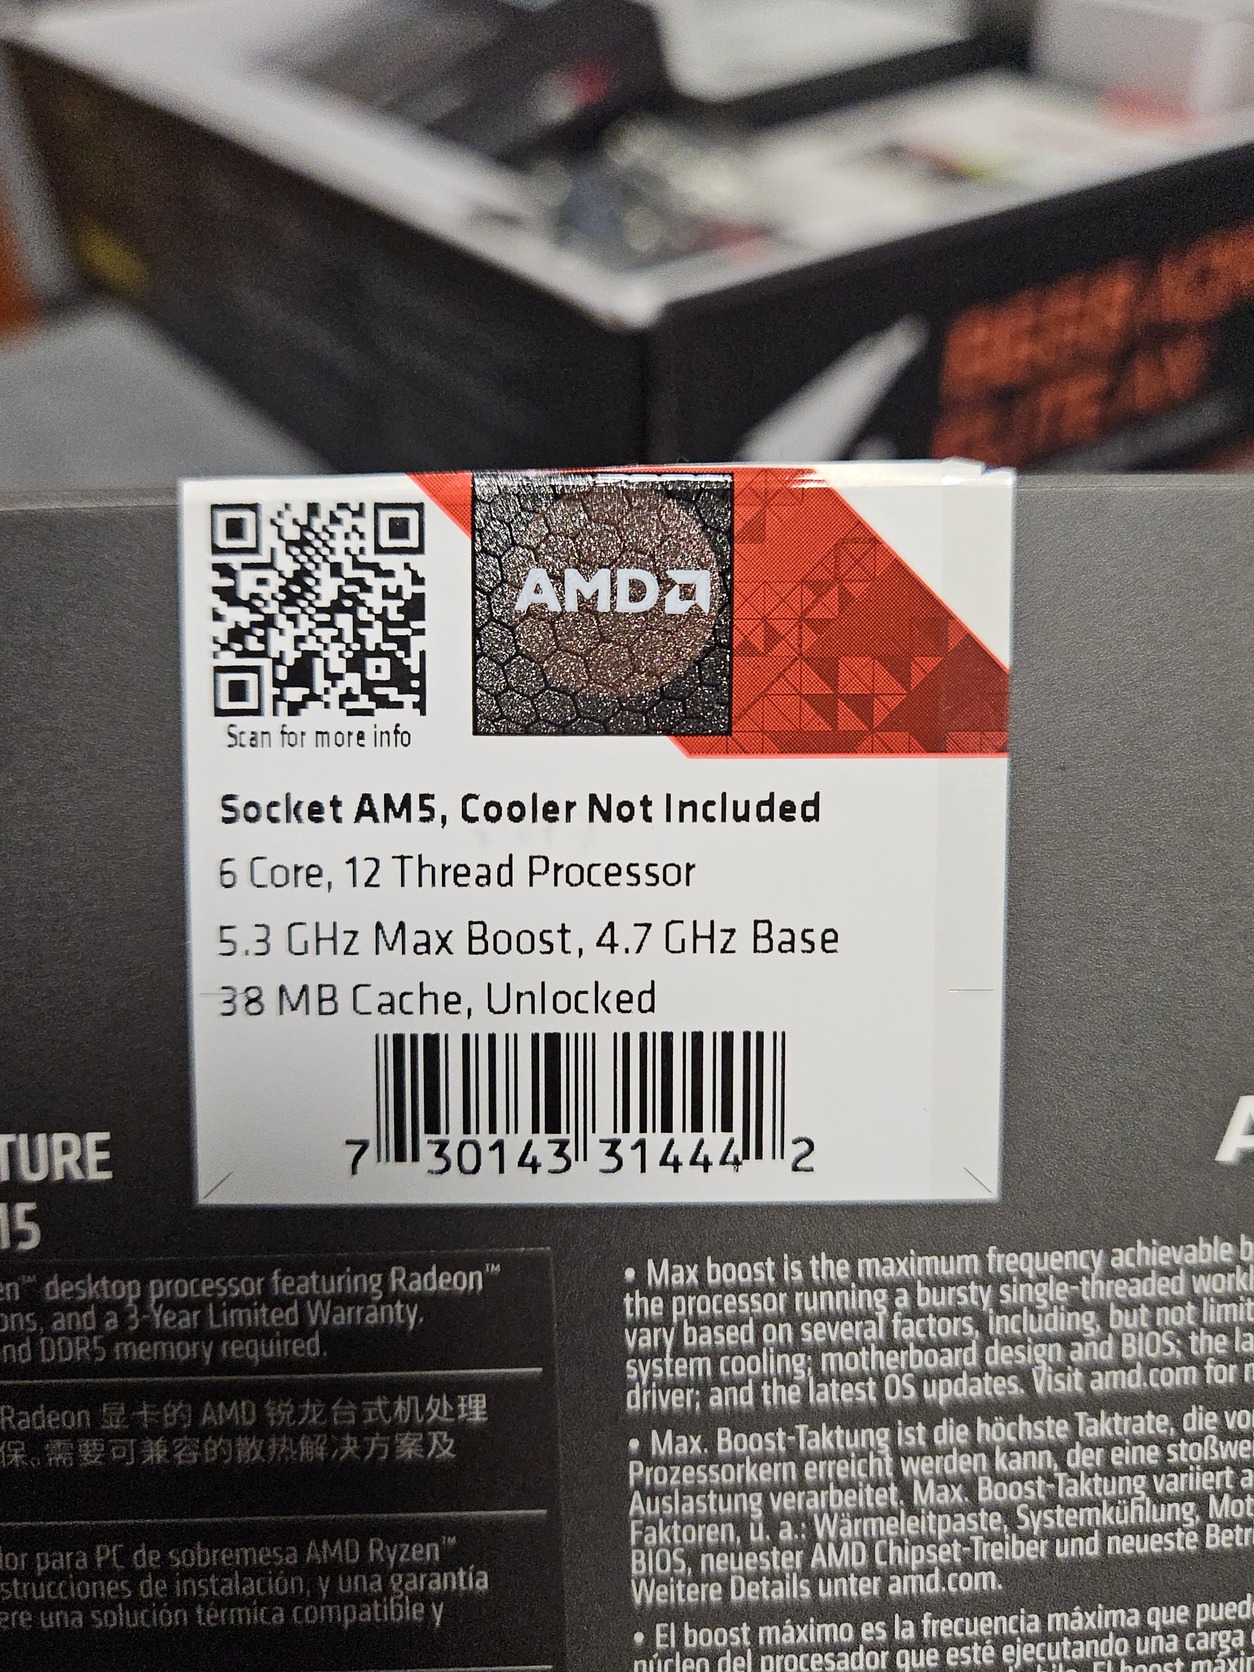 AMD
Scan for more info
Socket AM5, Cooler Not Included
6 Core, 12 Thread Processor
5.3 GHz Max Boost, 4.7 GHz Base
38 MB Cache, Unlocked
7 30143 31444 2
TURE
desktop processor featuring Radeon™
and a 3-Year Limited Warranty.
DDR5 memory required.
Radeon 显卡的 AMD 锐龙台式机处理
保。需要可兼容的散热解决方案及
para PC de sobremesa AMD Ryzen™
de instalación, y una garantía
una solución térmica compatible y
• Max boost is the maximum frequency achievable b
the processor running a bursty single-threaded work
vary based on several factors, including, but not limit
system cooling; motherboard design and BIOS; the la
driver; and the latest OS updates. Visit amd.com for
• Max. Boost-Taktung ist die höchste Taktrate, die vo
Prozessorkern erreicht werden kann, der eine stoßwe
Auslastung verarbeitet. Max. Boost-Taktung variiert a
Faktoren, u. a.: Wärmeleitpaste, Systemkühlung, Mot
BIOS, neuester AMD Chipset-Treiber und neueste Betr
Weitere Details unter amd.com.
• El boost máximo es la frecuencia máxima que pued
núcleo del procesador que esté ejecutando una carga